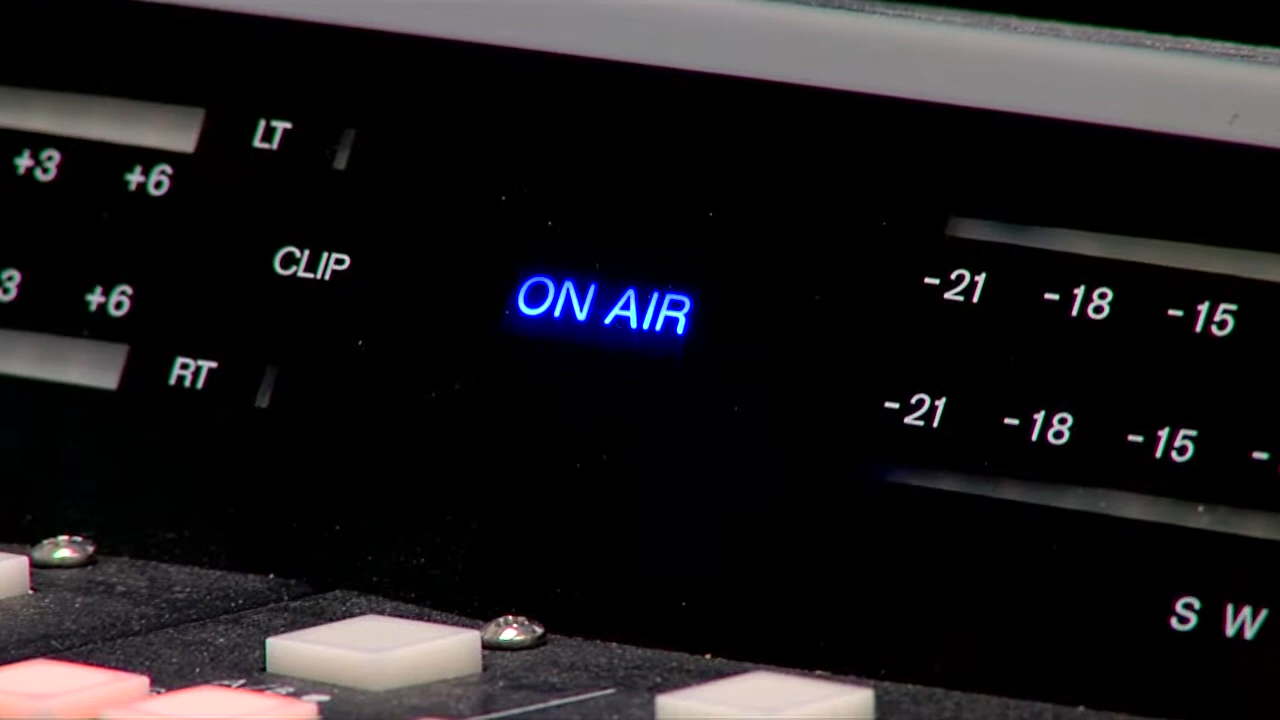 LT
+3 +6
CLIP
3 +6
RT
ON AIR
-21 -18 -15
-21 -18 -15 -
S W